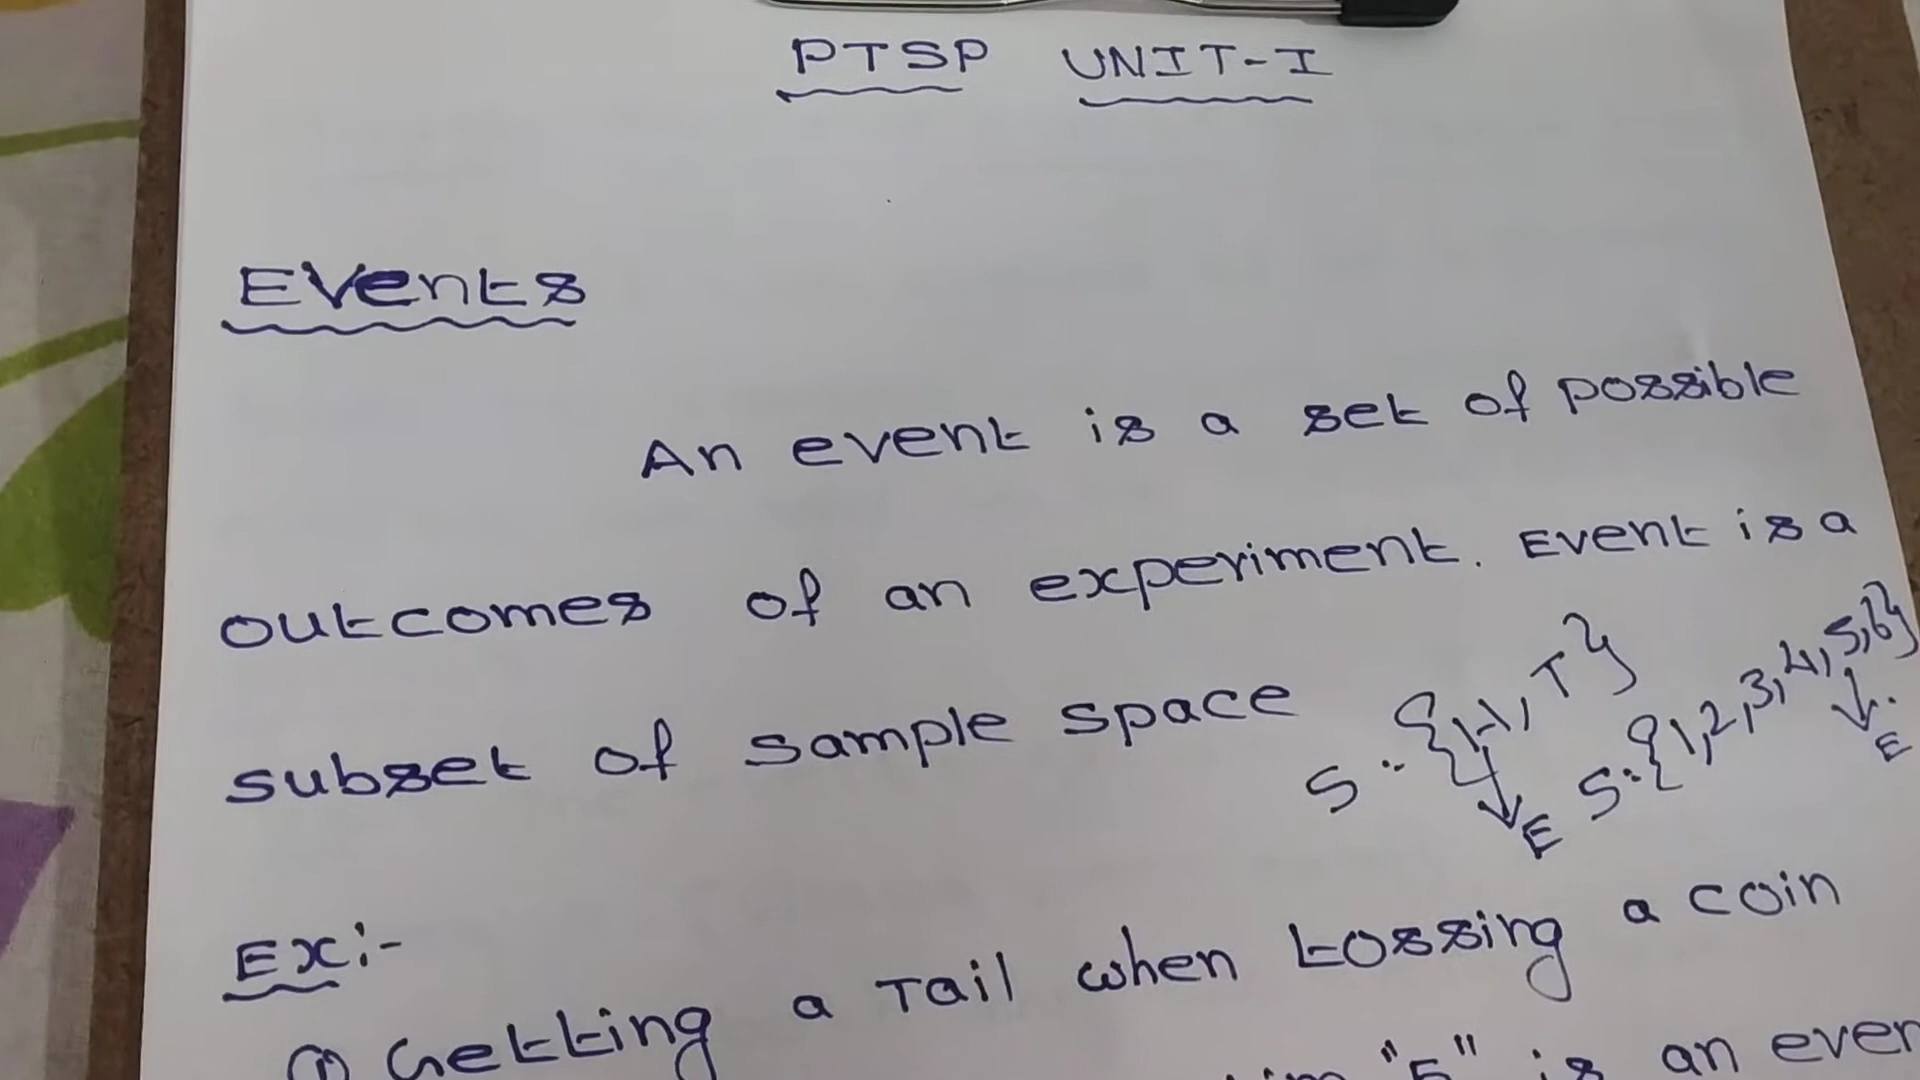 PTSP UNIT-I
Events
An event is a set of possible
outcomes of an experiment. Event is a
subset of sample space
S:{H, T}
E
S:{1,2,3,4,5,6}
E
EX:-
① Getting a Tail when tossing a coin
"5" is an even